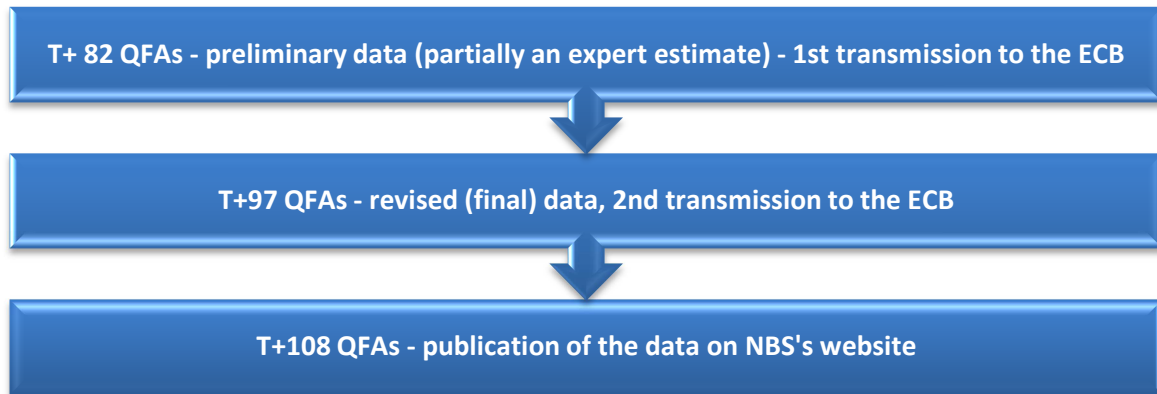 T+ 82 QFAs - preliminary data (partially an expert estimate) - 1st transmission to the ECB
T+97 QFAs - revised (final) data, 2nd transmission to the ECB
T+108 QFAs - publication of the data on NBS's website